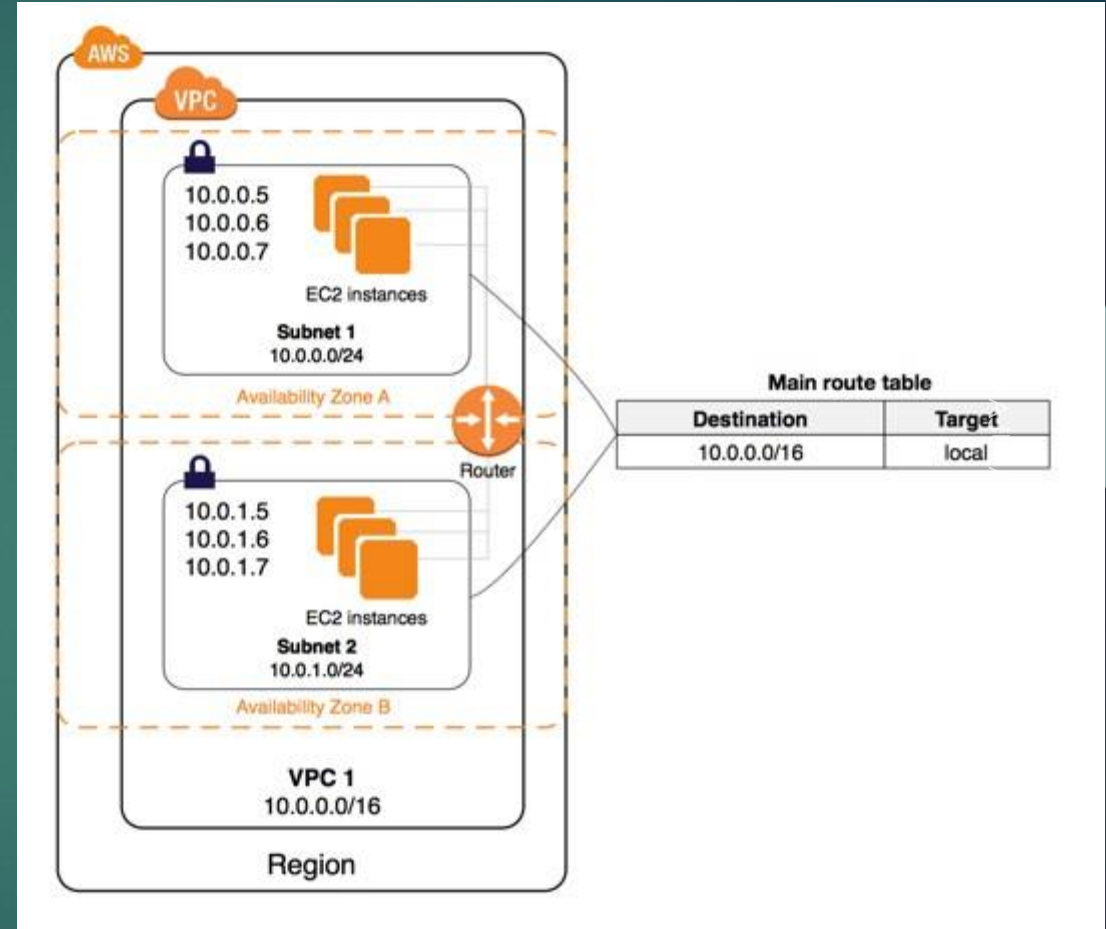 AWS
VPC
10.0.0.5
10.0.0.6
10.0.0.7
EC2 instances
Subnet 1
10.0.0.0/24
Availability Zone A
Router
10.0.1.5
10.0.1.6
10.0.1.7
EC2 instances
Subnet 2
10.0.1.0/24
Availability Zone B
VPC 1
10.0.0.0/16
Region
Main route table
Destination Target
10.0.0.0/16 local